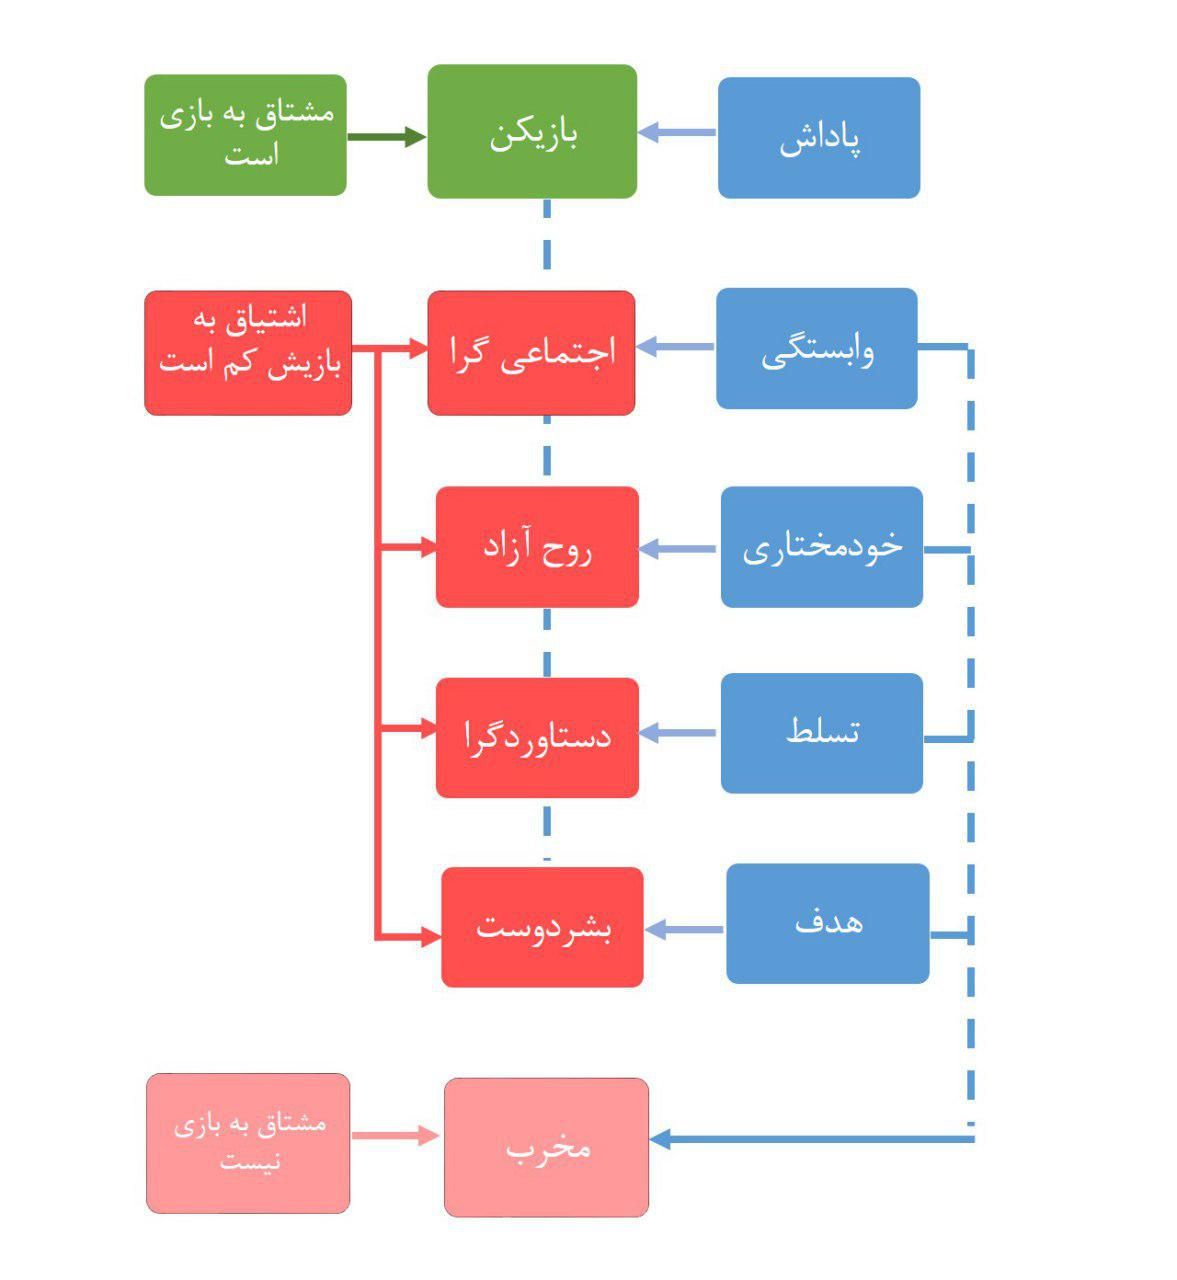 پاداش
بازیکن
مشتاق به بازی
است
وابستگی
اجتماعی گرا
اشتیاق به
بازیش کم است
خودمختاری
روح آزاد
تسلط
دستاوردگرا
هدف
بشردوست
مخرب
مشتاق به بازی
نیست